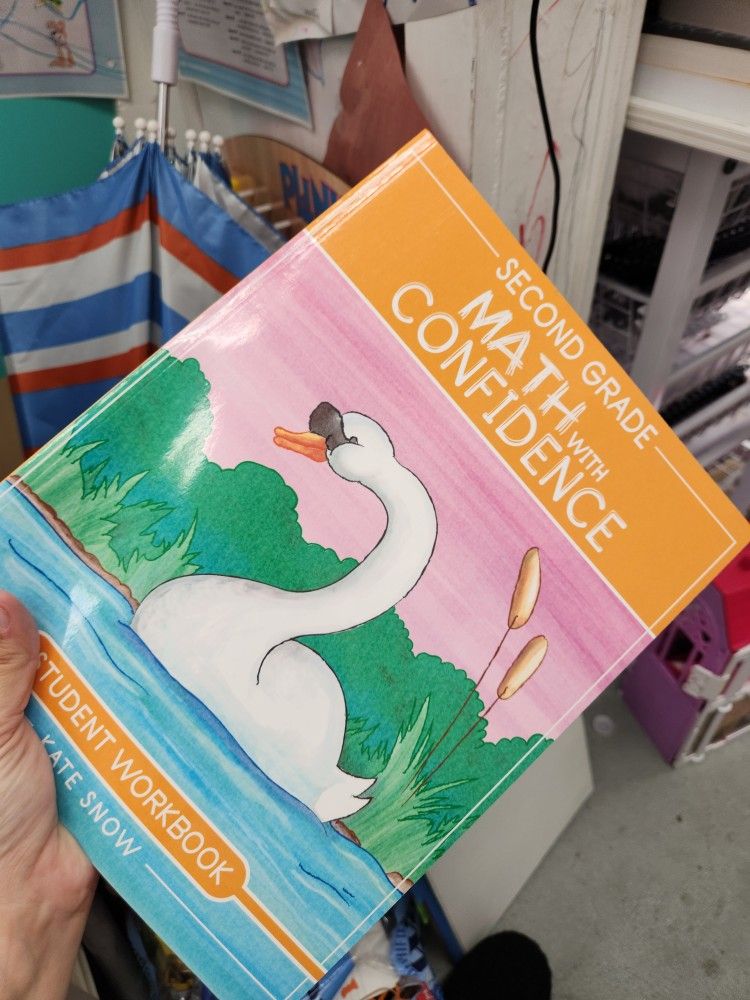 SECOND GRADE
MATH
WITH
CONFIDENCE
STUDENT WORKBOOK
KATE SNOW